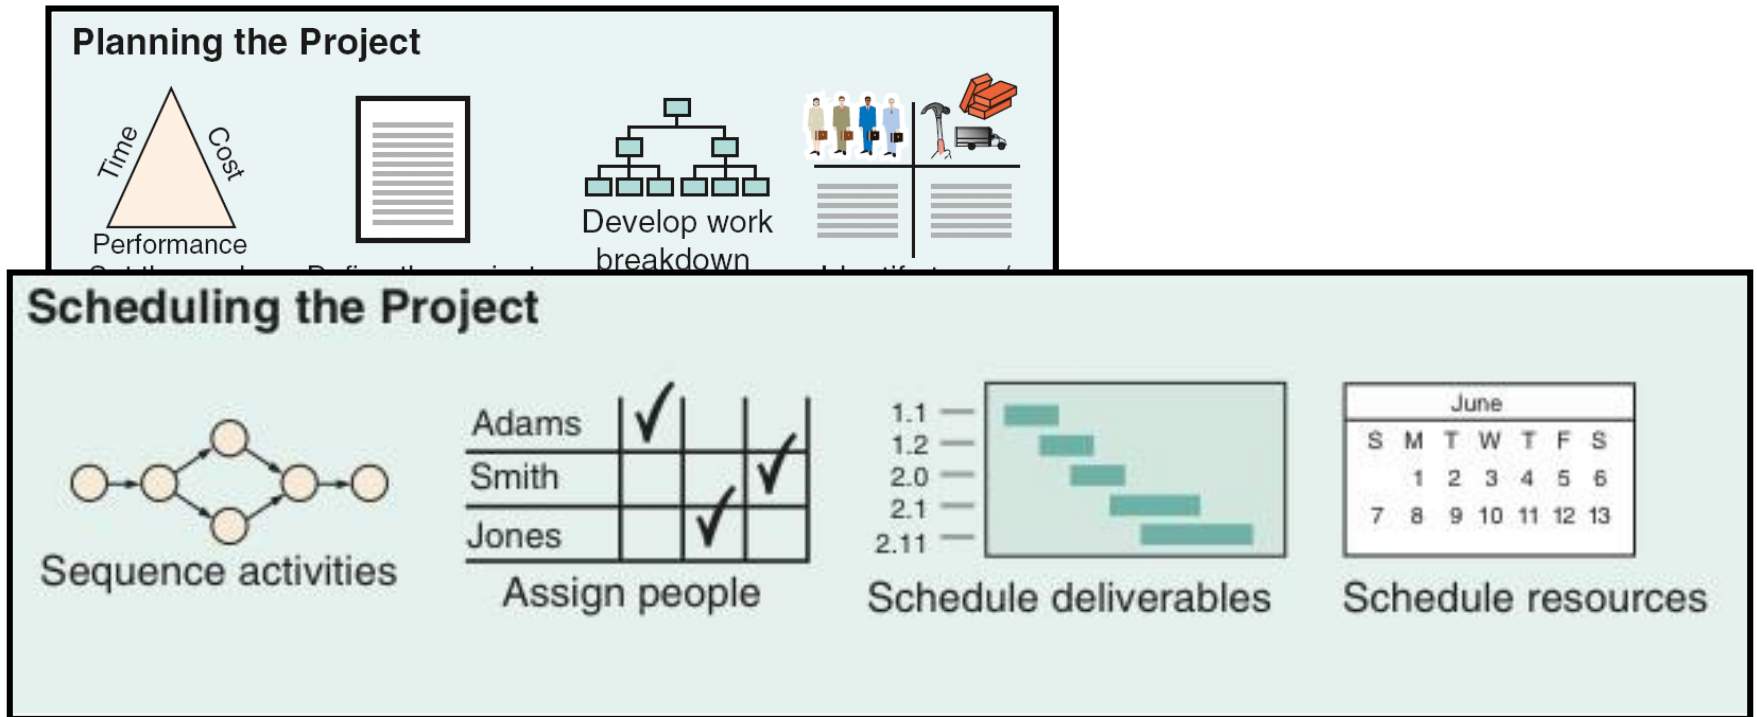 Planning the Project
Time
Cost
Performance
Develop work
breakdown
Scheduling the Project
Sequence activities
Adams
Smith
Jones
Assign people
1.1
1.2
2.0
2.1
2.11
Schedule deliverables
June
S M T W T F S
1 2 3 4 5 6
7 8 9 10 11 12 13
Schedule resources